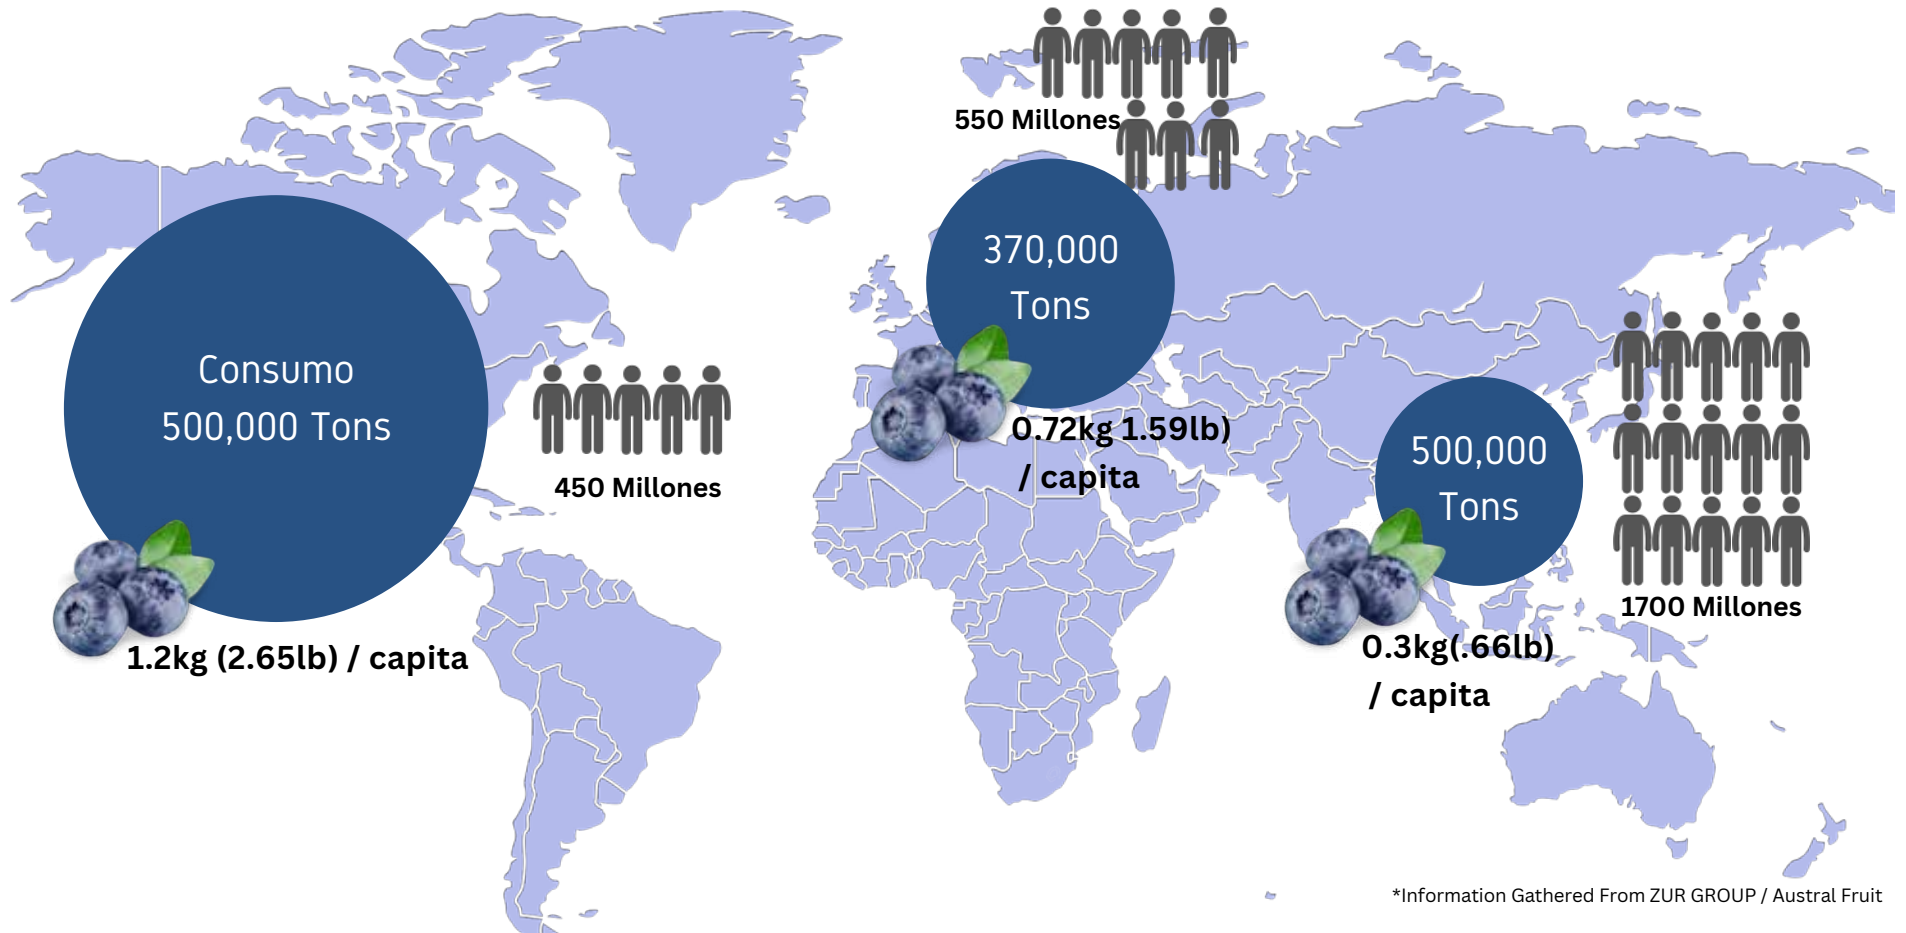 Consumo
500,000 Tons
450 Millones
1.2kg (2.65lb) / capita
550 Millones
370,000
Tons
0.72kg 1.59lb)
/ capita
500,000
Tons
1700 Millones
0.3kg(.66lb)
/ capita
*Information Gathered From ZUR GROUP / Austral Fruit